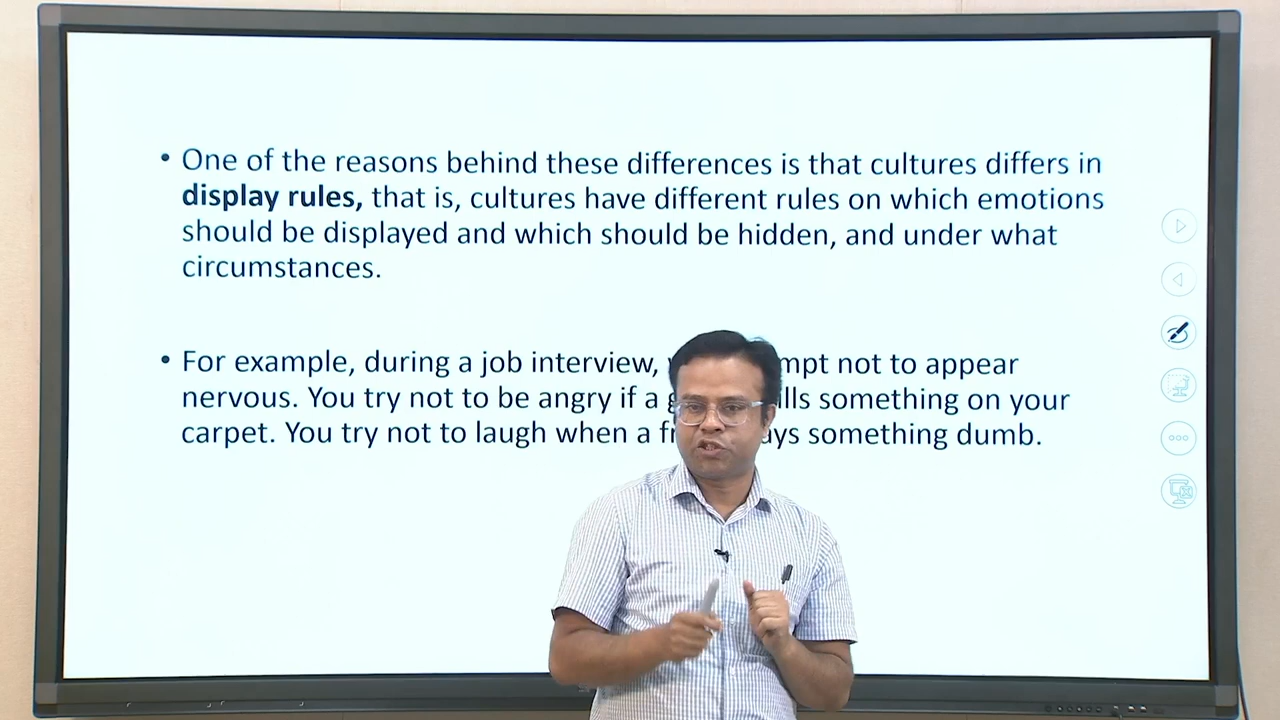 • One of the reasons behind these differences is that cultures differs in
display rules, that is, cultures have different rules on which emotions
should be displayed and which should be hidden, and under what
circumstances.
• For example, during a job interview, not to appear
nervous. You try not to be angry if a something on your
carpet. You try not to laugh when a something dumb.